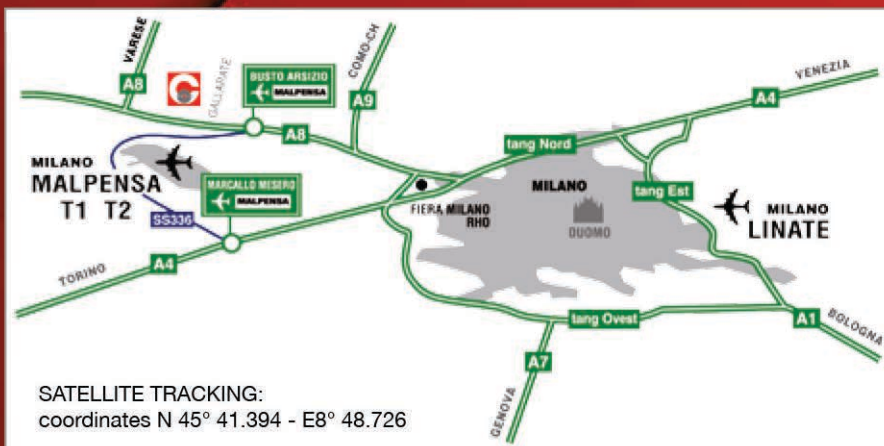 VARESE
A8
G
GALLARATE
BUSTO ARSIZIO
MALPENSA
COMO-CH
A9
A8
VENEZIA
A4
tang Nord
MILANO
MALPENSA
T1 T2
SS336
MARCALLO MESERO
MALPENSA
FIERA MILANO
RHO
MILANO
DUOMO
tang Est
MILANO
LINATE
TORINO
A4
tang Ovest
A1
BOLOGNA
A7
GENOVA
SATELLITE TRACKING:
coordinates N 45° 41.394 - E8° 48.726